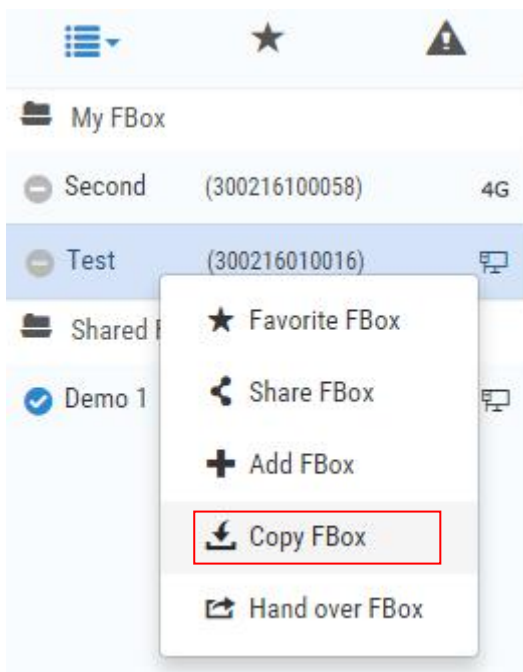 My FBox
Second (300216100058) 4G
Test (300216010016)
Favorite FBox
Shared
Share FBox
Demo 1
Add FBox
Copy FBox
Hand over FBox